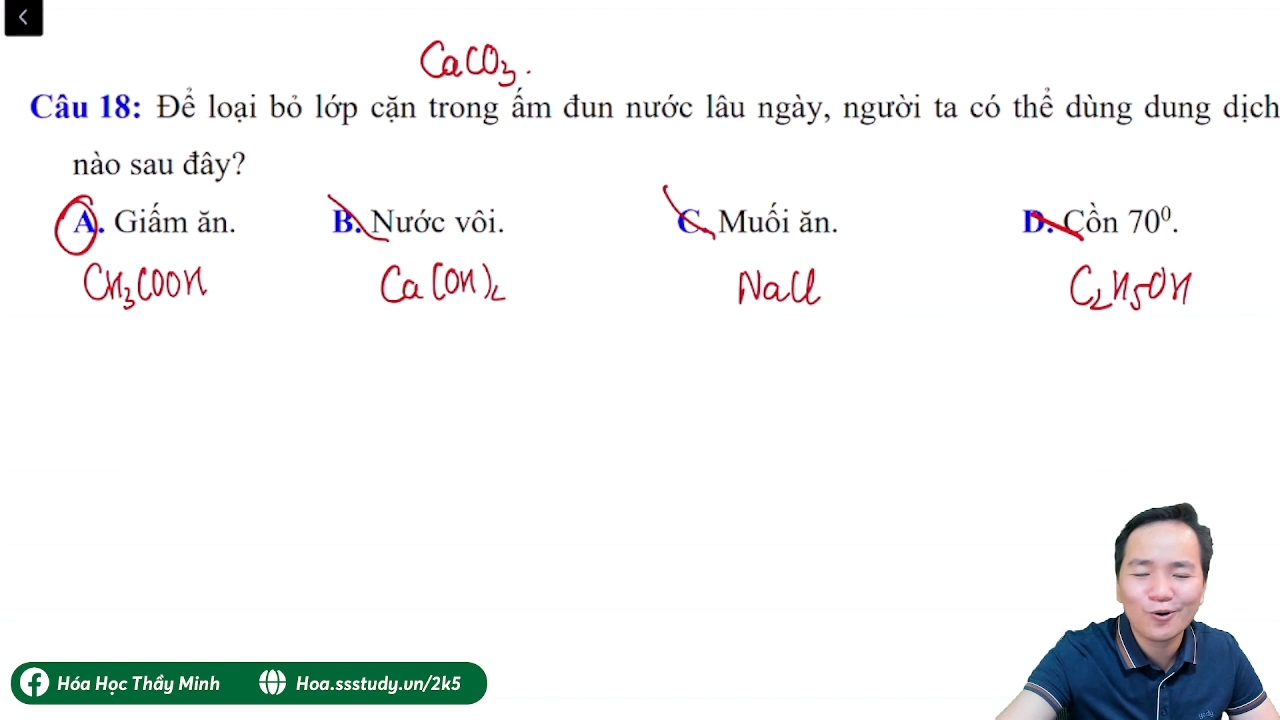 CaCO3.
Câu 18: Để loại bỏ lớp cặn trong ấm đun nước lâu ngày, người ta có thể dùng dung dịch
nào sau đây?
A. Giấm ăn. B. Nước vôi. C. Muối ăn. D. Cồn 70⁰.
CH3COOH Ca(OH)2 NaCl C2H5OH
Hóa Học Thầy Minh Hoa.ssstudy.vn/2k5